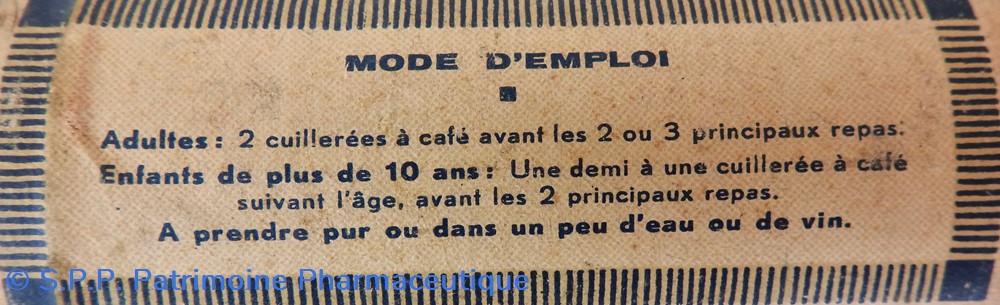 MODE D'EMPLOI
Adultes : 2 cuillerées à café avant les 2 ou 3 principaux repas.
Enfants de plus de 10 ans : Une demi à une cuillerée à café
suivant l'âge, avant les 2 principaux repas.
A prendre pur ou dans un peu d'eau ou de vin.
© S.P.P. Patrimoine Pharmaceutique